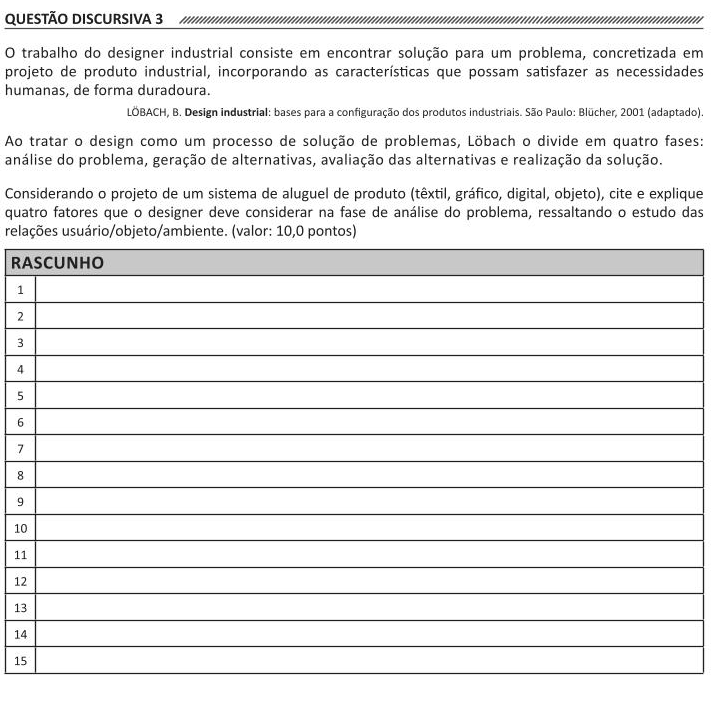 QUESTÃO DISCURSIVA 3
O trabalho do designer industrial consiste em encontrar solução para um problema, concretizada em
projeto de produto industrial, incorporando as características que possam satisfazer as necessidades
humanas, de forma duradoura.
LÖBACH, B. Design industrial: bases para a configuração dos produtos industriais. São Paulo: Blücher, 2001 (adaptado).
Ao tratar o design como um processo de solução de problemas, Löbach o divide em quatro fases:
análise do problema, geração de alternativas, avaliação das alternativas e realização da solução.
Considerando o projeto de um sistema de aluguel de produto (têxtil, gráfico, digital, objeto), cite e explique
quatro fatores que o designer deve considerar na fase de análise do problema, ressaltando o estudo das
relações usuário/objeto/ambiente. (valor: 10,0 pontos)
RASCUNHO
1
2
3
4
5
6
7
8
9
10
11
12
13
14
15